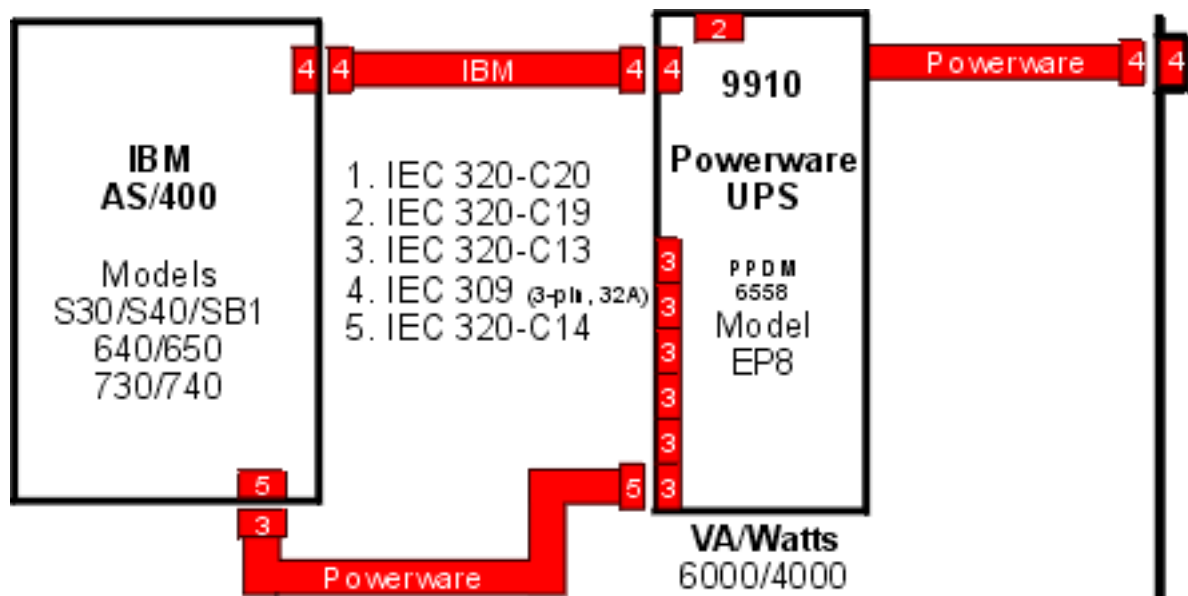 2
4 4 IBM 4 4
Powerware 4 4
9910
Powerware
UPS
PPDM
6558
Model
EP8
IBM
AS/400
Models
S30/S40/SB1
640/650
730/740
1. IEC 320-C20
2. IEC 320-C19
3. IEC 320-C13
4. IEC 309 (3-pin, 32A)
5. IEC 320-C14
3
3
3
3
3
5 3
5
3
Powerware
VA/Watts
6000/4000